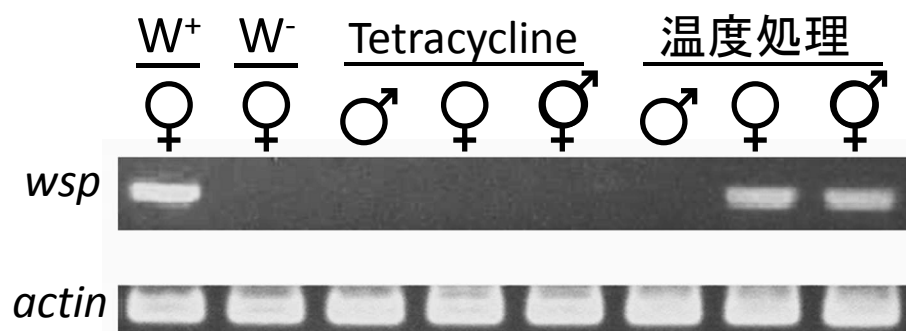 W⁺ W⁻ Tetracycline 温度処理
♀ ♀ ♂ ♀ ⚥ ♂ ♀ ⚥
wsp
actin